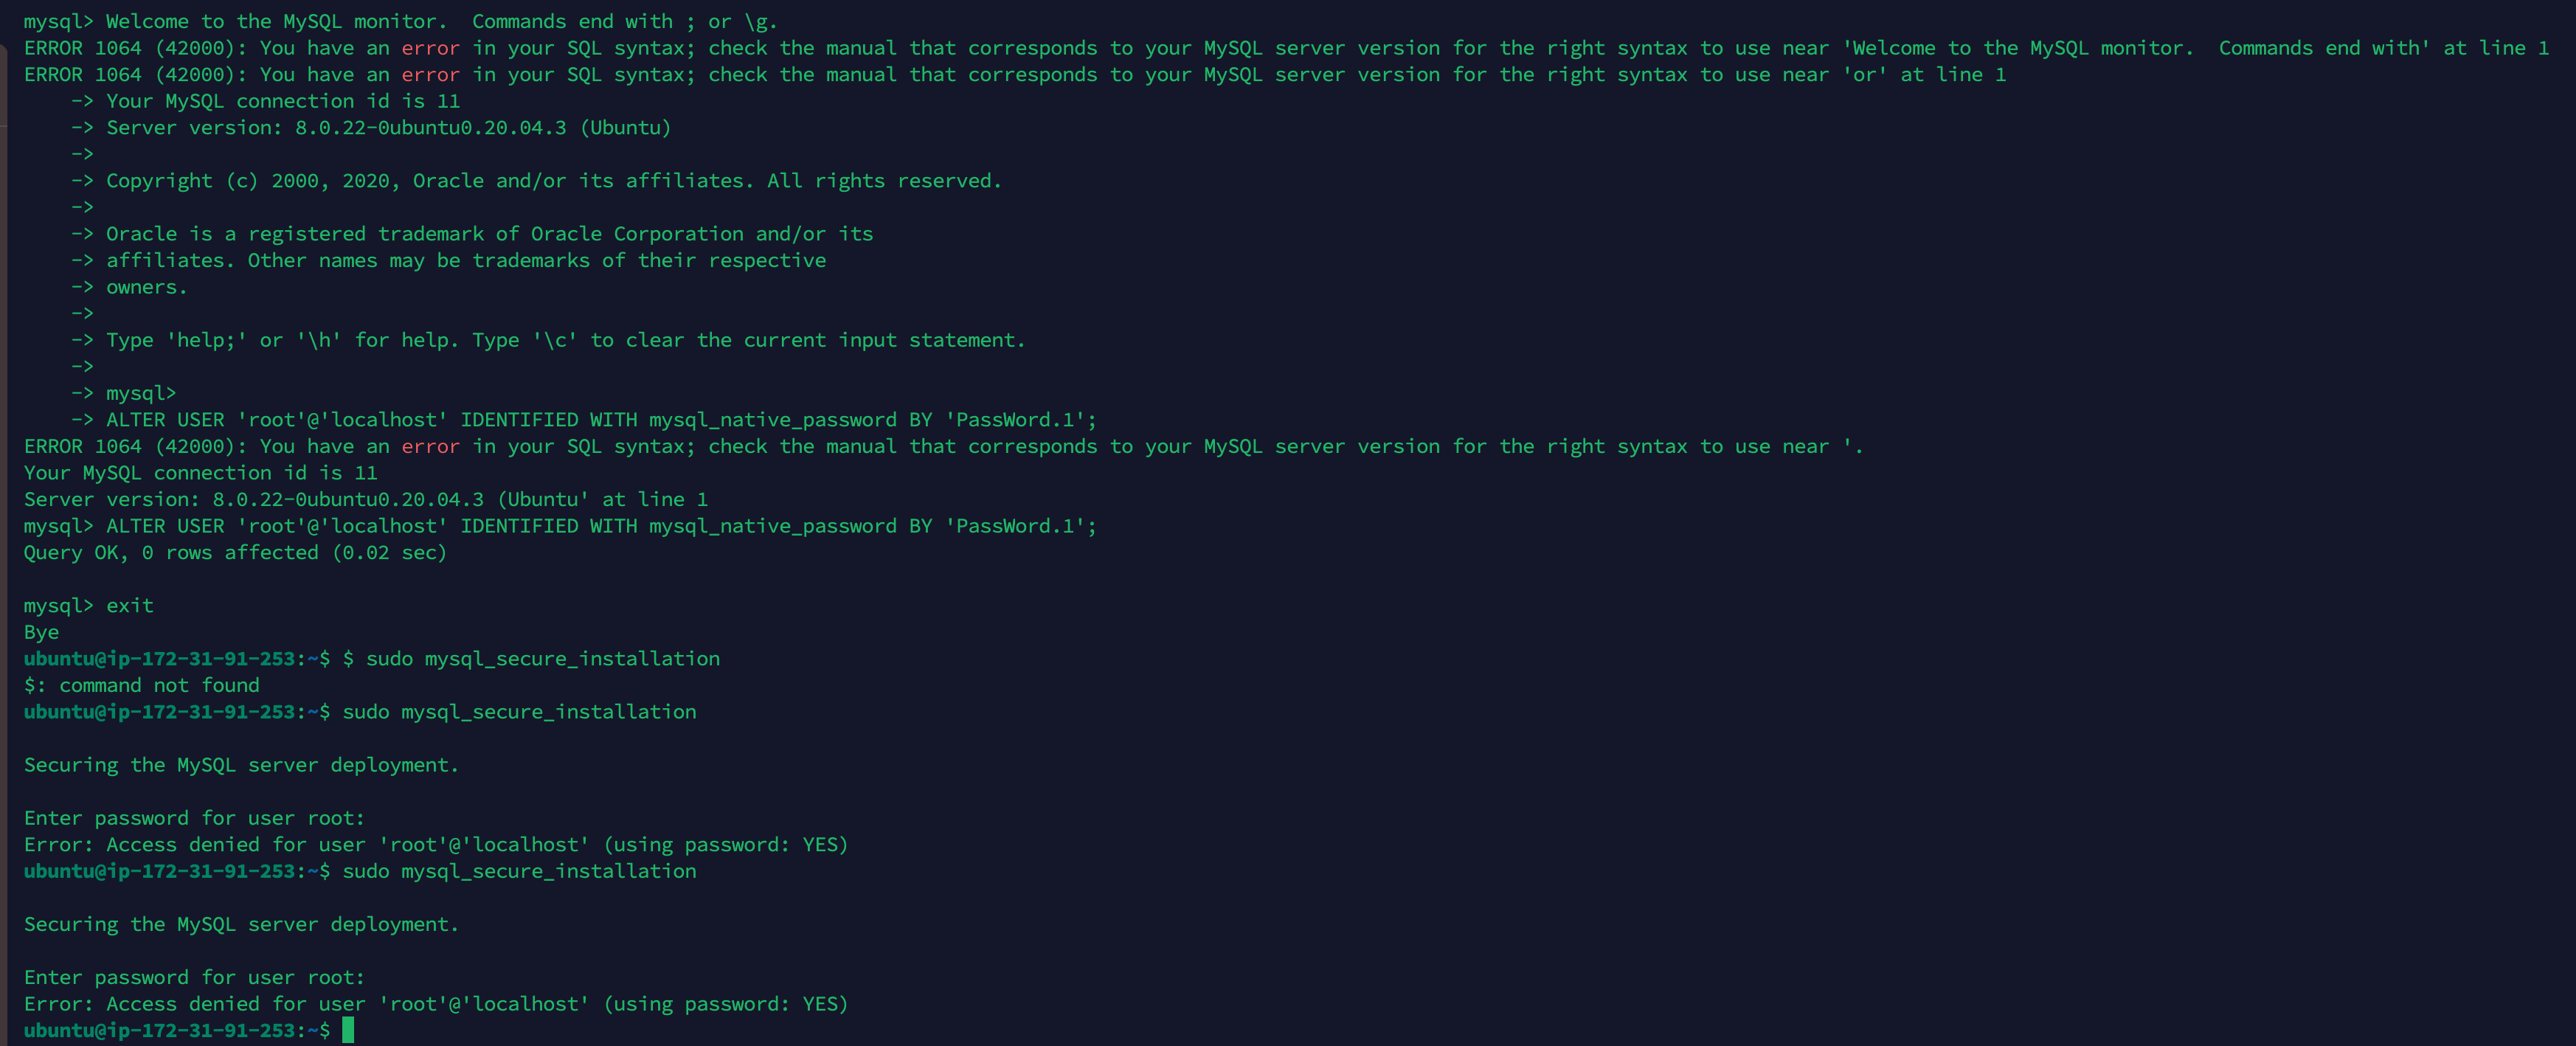 mysql> Welcome to the MySQL monitor.  Commands end with ; or \g.
ERROR 1064 (42000): You have an error in your SQL syntax; check the manual that corresponds to your MySQL server version for the right syntax to use near 'Welcome to the MySQL monitor.  Commands end with' at line 1
ERROR 1064 (42000): You have an error in your SQL syntax; check the manual that corresponds to your MySQL server version for the right syntax to use near 'or' at line 1
    -> Your MySQL connection id is 11
    -> Server version: 8.0.22-0ubuntu0.20.04.3 (Ubuntu)
    ->
    -> Copyright (c) 2000, 2020, Oracle and/or its affiliates. All rights reserved.
    ->
    -> Oracle is a registered trademark of Oracle Corporation and/or its
    -> affiliates. Other names may be trademarks of their respective
    -> owners.
    ->
    -> Type 'help;' or '\h' for help. Type '\c' to clear the current input statement.
    ->
    -> mysql>
    -> ALTER USER 'root'@'localhost' IDENTIFIED WITH mysql_native_password BY 'PassWord.1';
ERROR 1064 (42000): You have an error in your SQL syntax; check the manual that corresponds to your MySQL server version for the right syntax to use near '.
Your MySQL connection id is 11
Server version: 8.0.22-0ubuntu0.20.04.3 (Ubuntu' at line 1
mysql> ALTER USER 'root'@'localhost' IDENTIFIED WITH mysql_native_password BY 'PassWord.1';
Query OK, 0 rows affected (0.02 sec)

mysql> exit
Bye
ubuntu@ip-172-31-91-253:~$ $ sudo mysql_secure_installation
$: command not found
ubuntu@ip-172-31-91-253:~$ sudo mysql_secure_installation

Securing the MySQL server deployment.

Enter password for user root:
Error: Access denied for user 'root'@'localhost' (using password: YES)
ubuntu@ip-172-31-91-253:~$ sudo mysql_secure_installation

Securing the MySQL server deployment.

Enter password for user root:
Error: Access denied for user 'root'@'localhost' (using password: YES)
ubuntu@ip-172-31-91-253:~$